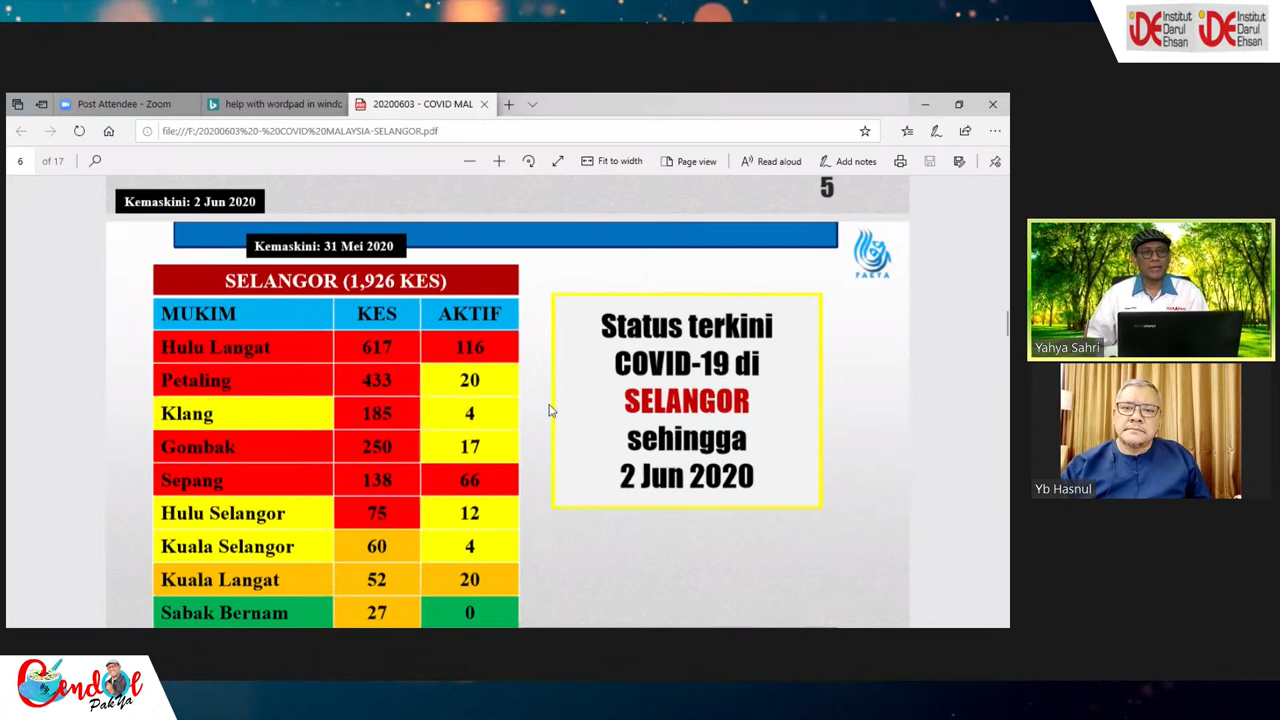 Institut
Darul
Ehsan
Institut
Darul
Ehsan
Post Attendee - Zoom
help with wordpad in windc
20200603 - COVID MAL
file:///F:/20200603%20-%20COVID%20MALAYSIA-SELANGOR.pdf
6 of 17
Fit to width
Page view
Read aloud
Add notes
5
Kemaskini: 2 Jun 2020
Kemaskini: 31 Mei 2020
PAKYA
SELANGOR (1,926 KES)
MUKIM KES AKTIF
Hulu Langat 617 116
Petaling 433 20
Klang 185 4
Gombak 250 17
Sepang 138 66
Hulu Selangor 75 12
Kuala Selangor 60 4
Kuala Langat 52 20
Sabak Bernam 27 0
Status terkini
COVID-19 di
SELANGOR
sehingga
2 Jun 2020
Yahya Sahri
Yb Hasnul
Cendol
PakYa